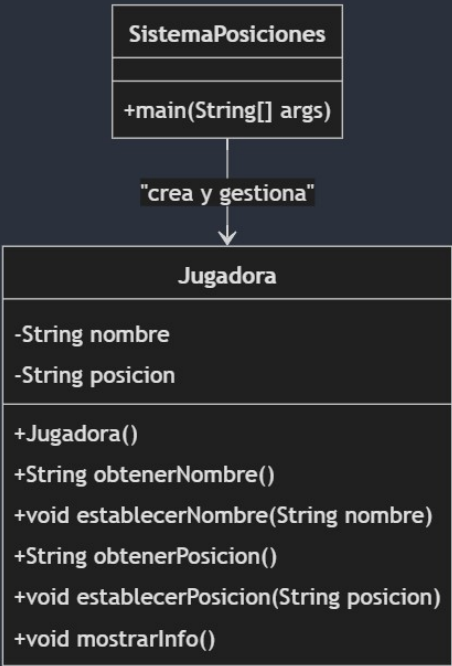 SistemaPosiciones
+main(String[] args)
"crea y gestiona"
Jugadora
-String nombre
-String posicion
+Jugadora()
+String obtenerNombre()
+void establecerNombre(String nombre)
+String obtenerPosicion()
+void establecerPosicion(String posicion)
+void mostrarInfo()